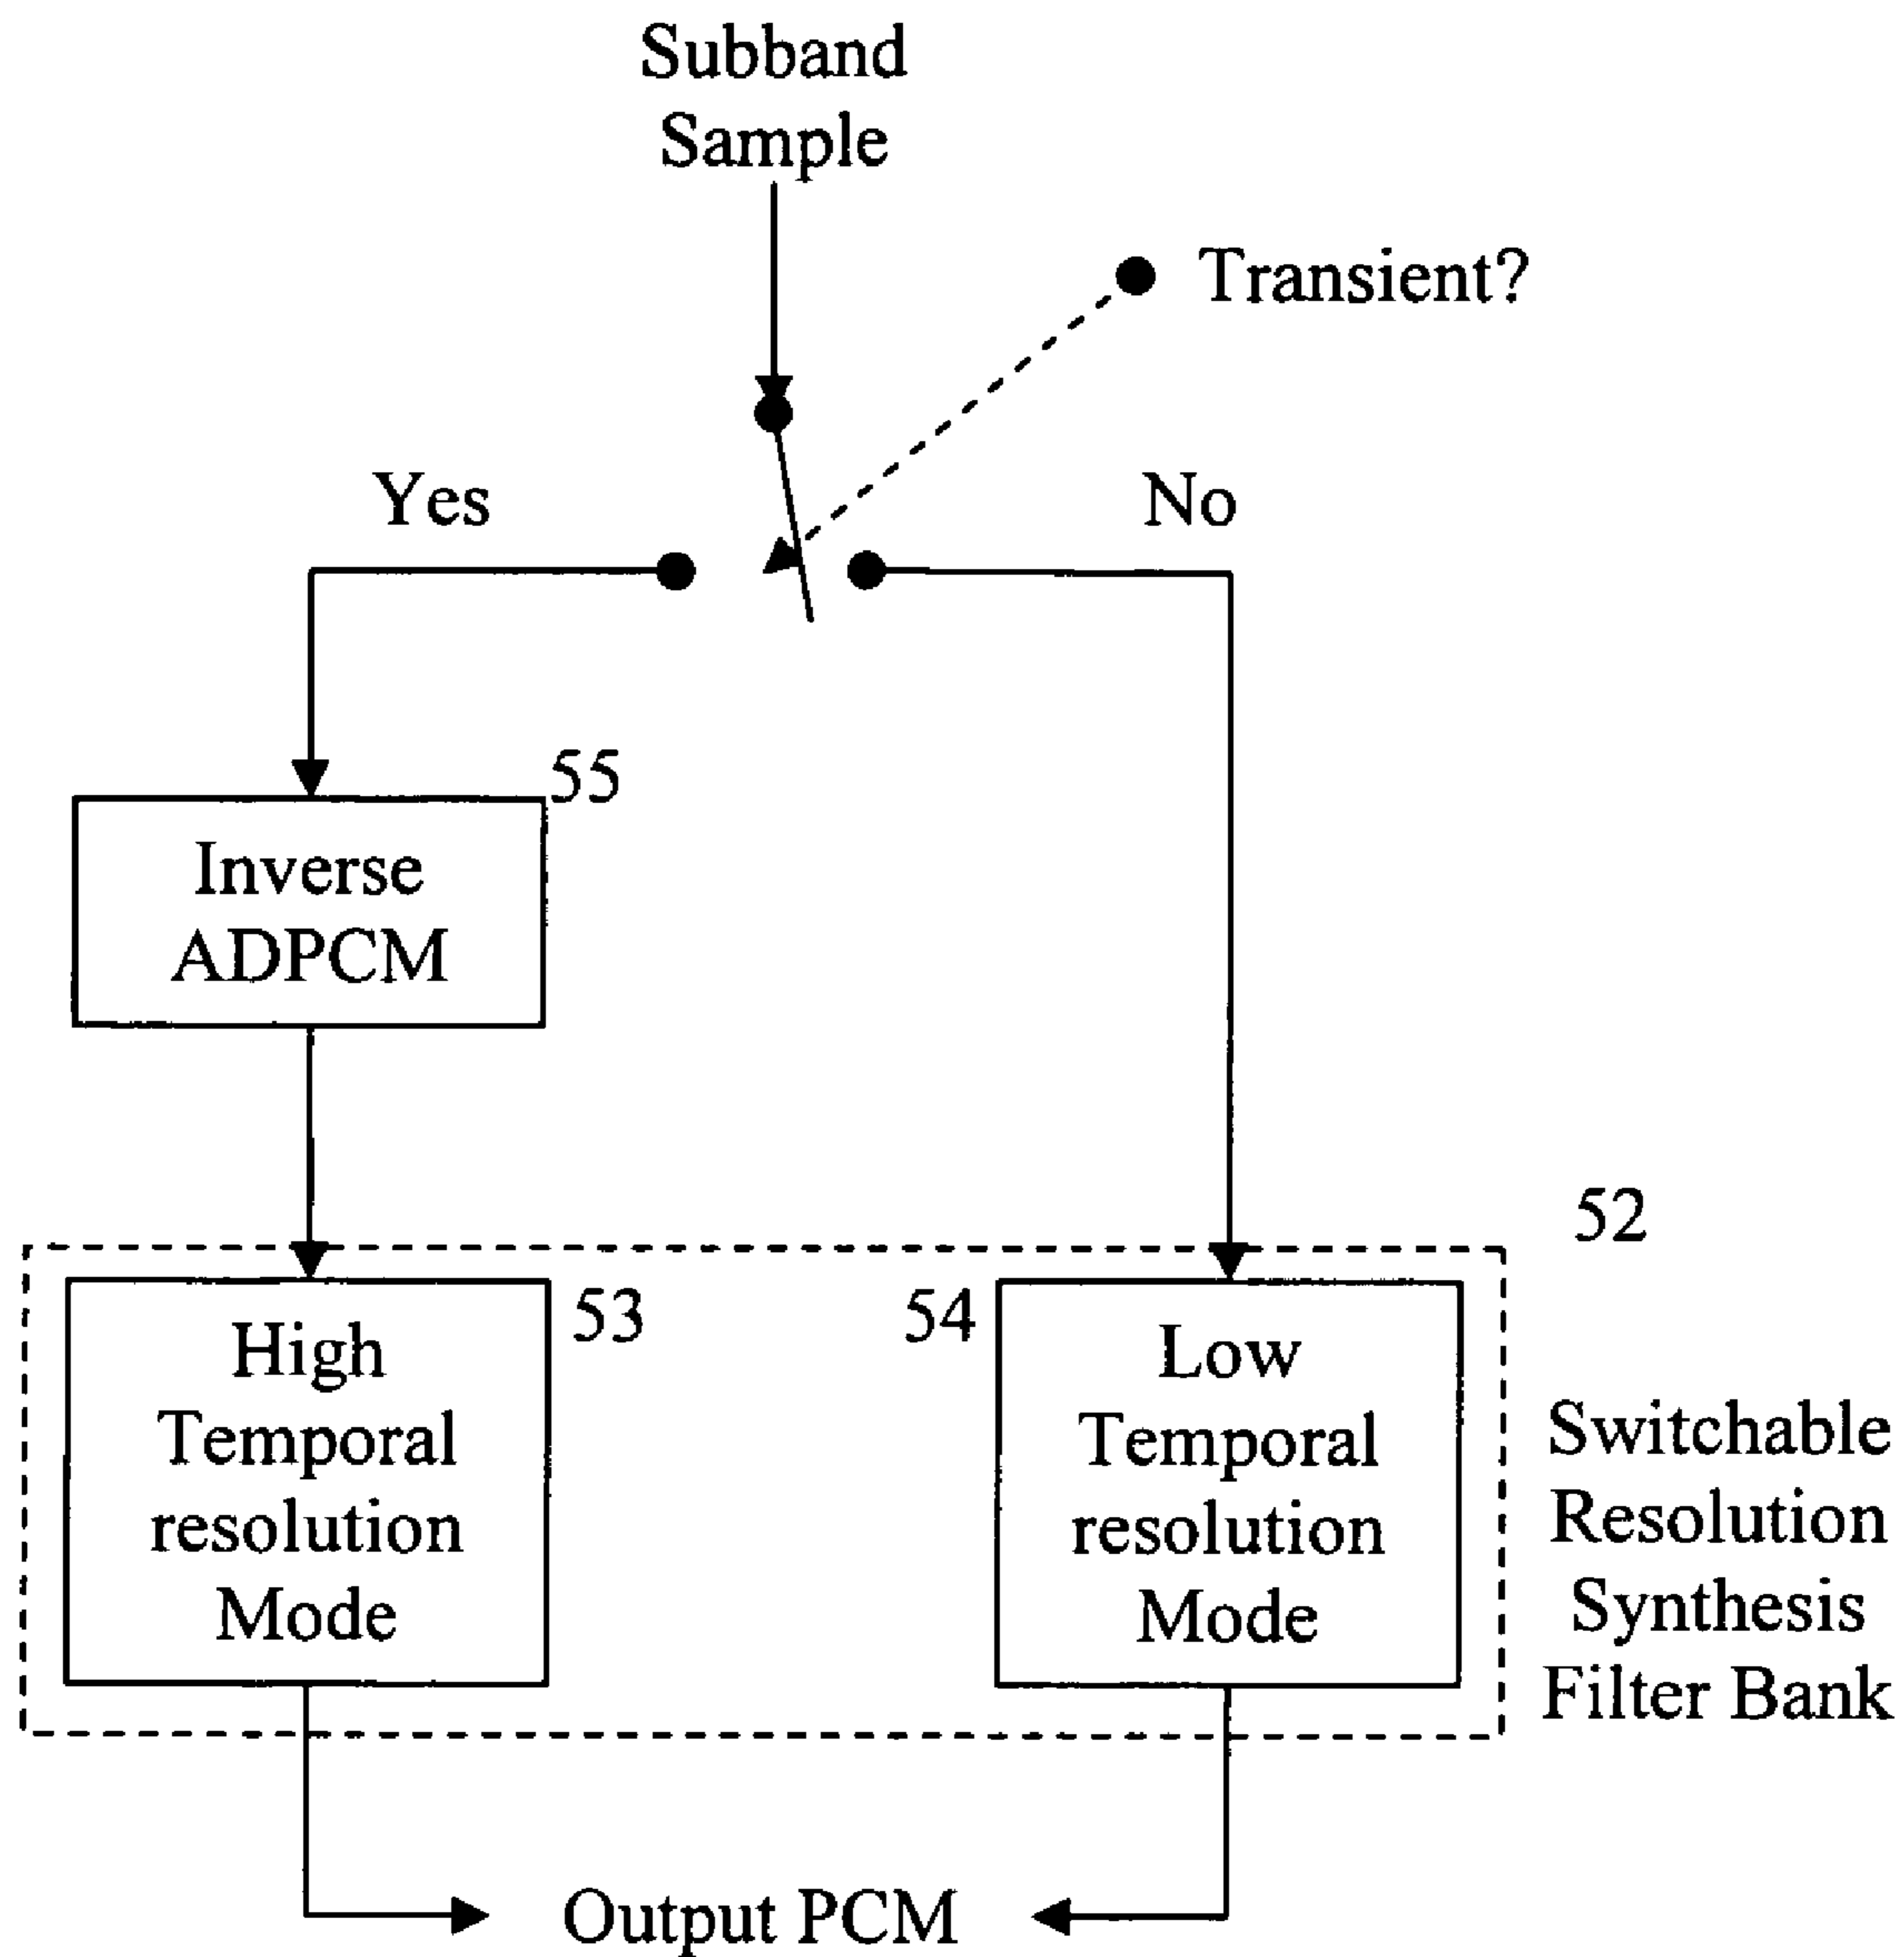 Subband
Sample
Transient?
Yes
No
55
Inverse
ADPCM
52
53
54
High
Temporal
resolution
Mode
Low
Temporal
resolution
Mode
Switchable
Resolution
Synthesis
Filter Bank
Output PCM